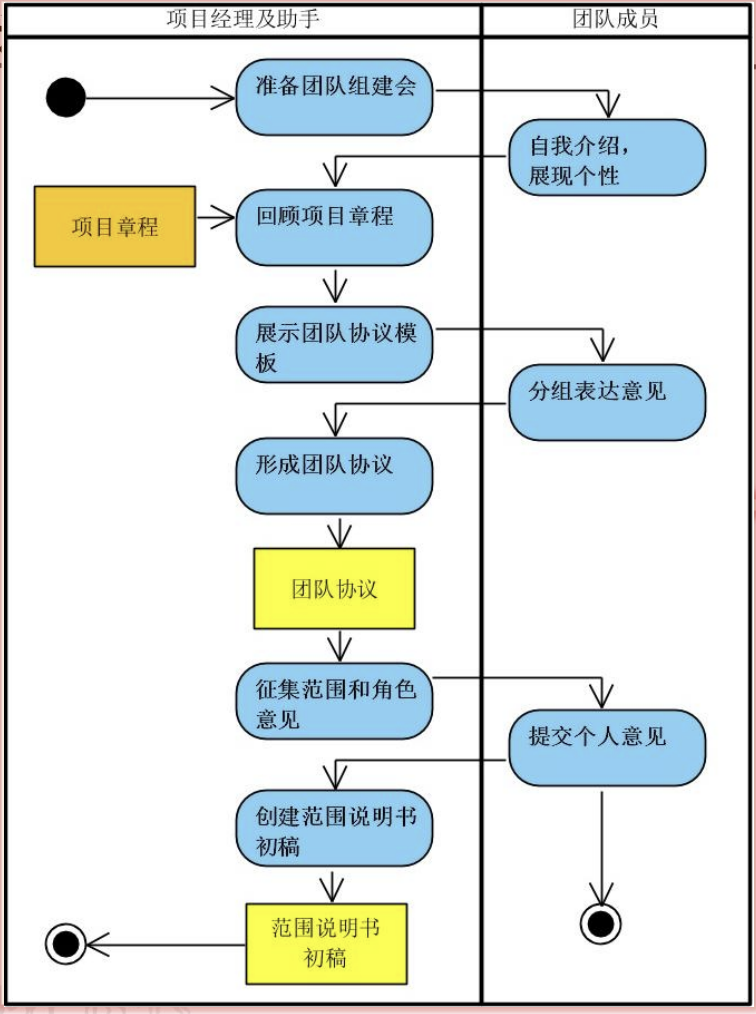 项目经理及助手
团队成员
准备团队组建会
自我介绍，
展现个性
项目章程
回顾项目章程
展示团队协议模
板
分组表达意见
形成团队协议
团队协议
征集范围和角色
意见
提交个人意见
创建范围说明书
初稿
范围说明书
初稿